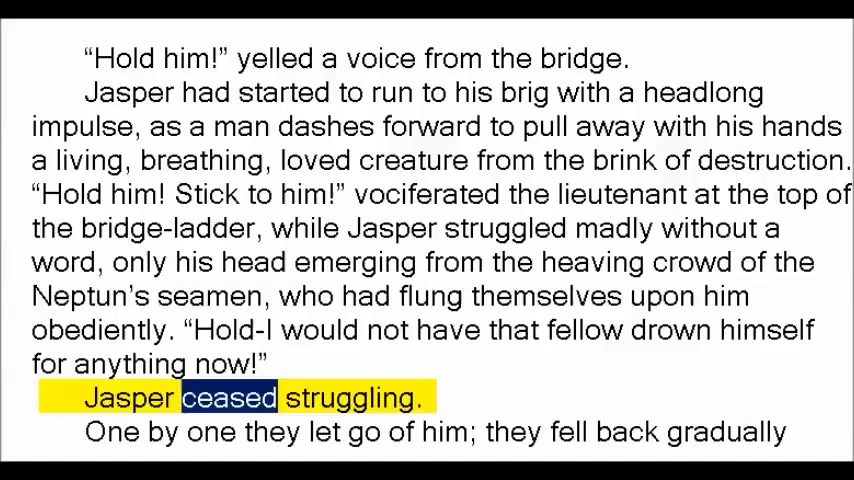 “Hold him!” yelled a voice from the bridge.
Jasper had started to run to his brig with a headlong
impulse, as a man dashes forward to pull away with his hands
a living, breathing, loved creature from the brink of destruction.
“Hold him! Stick to him!” vociferated the lieutenant at the top of
the bridge-ladder, while Jasper struggled madly without a
word, only his head emerging from the heaving crowd of the
Neptun’s seamen, who had flung themselves upon him
obediently. “Hold-I would not have that fellow drown himself
for anything now!”
Jasper ceased struggling.
One by one they let go of him; they fell back gradually